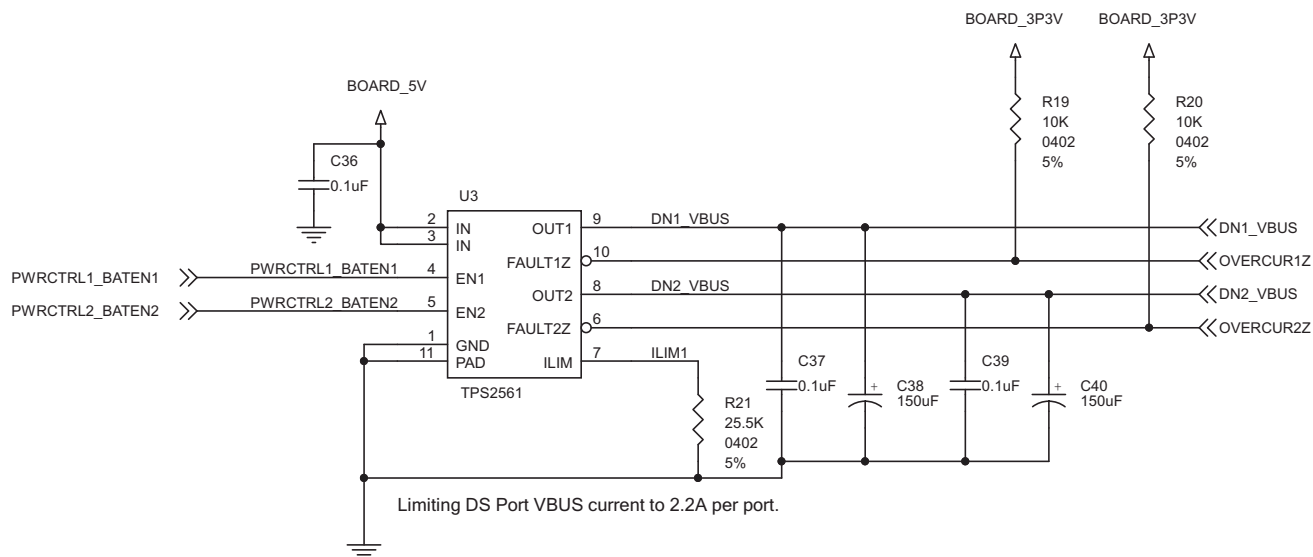 BOARD_3P3V
BOARD_3P3V
BOARD_5V
R19
10K
0402
5%
R20
10K
0402
5%
C36
0.1uF
U3
2
IN
3
IN
4
EN1
5
EN2
1
GND
11
PAD
OUT1
9
FAULT1Z
10
OUT2
8
FAULT2Z
6
ILIM
7
TPS2561
PWRCTRL1_BATEN1
PWRCTRL1_BATEN1
PWRCTRL2_BATEN2
PWRCTRL2_BATEN2
DN1_VBUS
DN1_VBUS
OVERCUR1Z
DN2_VBUS
DN2_VBUS
OVERCUR2Z
ILIM1
R21
25.5K
0402
5%
C37
0.1uF
+
C38
150uF
C39
0.1uF
+
C40
150uF
Limiting DS Port VBUS current to 2.2A per port.